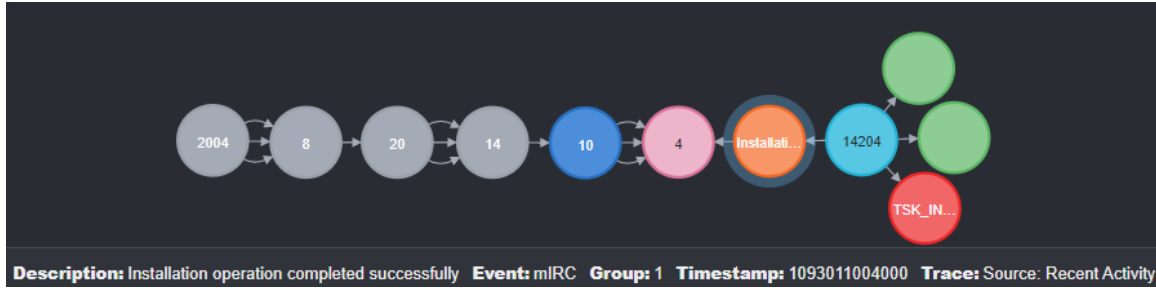 2004 8 20 14 10 4 Installati... 14204
TSK_IN...
Description: Installation operation completed successfully Event: mIRC Group: 1 Timestamp: 1093011004000 Trace: Source: Recent Activity